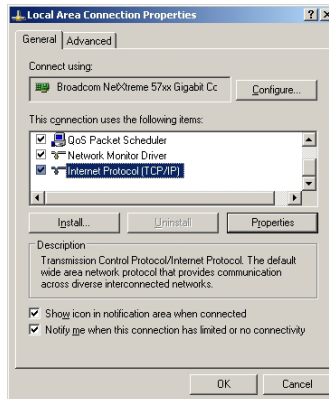 Local Area Connection Properties
General Advanced
Connect using:
Broadcom NetXtreme 57xx Gigabit Cc
Configure...
This connection uses the following items:
QoS Packet Scheduler
Network Monitor Driver
Internet Protocol (TCP/IP)
Install... Uninstall Properties
Description
Transmission Control Protocol/Internet Protocol. The default
wide area network protocol that provides communication
across diverse interconnected networks.
Show icon in notification area when connected
Notify me when this connection has limited or no connectivity
OK Cancel